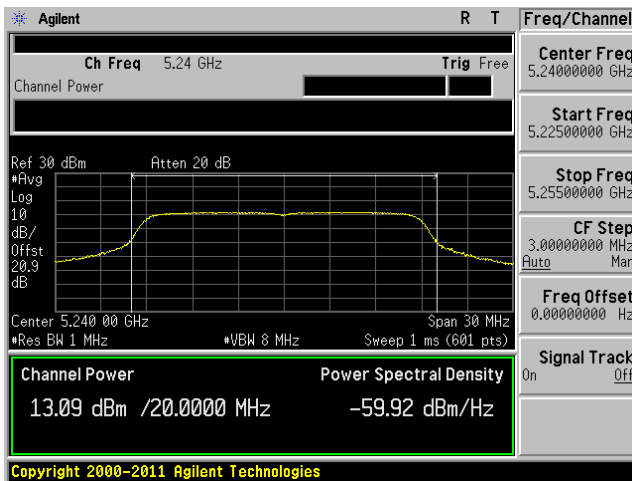 Agilent R T Freq/Channel
Ch Freq 5.24 GHz Trig Free
Channel Power
Center Freq
5.24000000 GHz
Start Freq
5.22500000 GHz
Stop Freq
5.25500000 GHz
CF Step
3.00000000 MHz
Auto Man
Freq Offset
0.00000000 Hz
Signal Track
On Off
Ref 30 dBm Atten 20 dB
#Avg
Log
10
dB/
Offst
20.9
dB
Center 5.240 00 GHz Span 30 MHz
#Res BW 1 MHz #VBW 8 MHz Sweep 1 ms (601 pts)
Channel Power Power Spectral Density
13.09 dBm /20.0000 MHz -59.92 dBm/Hz
Copyright 2000-2011 Agilent Technologies